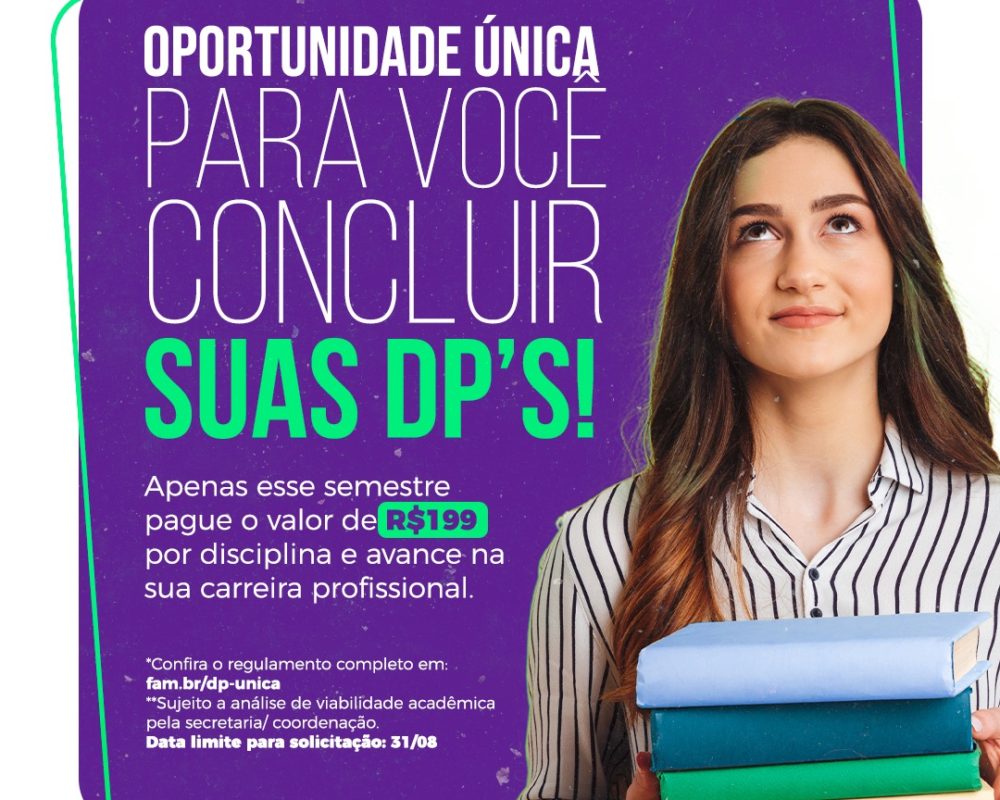 OPORTUNIDADE ÚNICA
PARA VOCÊ
CONCLUIR
SUAS DP'S!
Apenas esse semestre
pague o valor de R$199
por disciplina e avance na
sua carreira profissional.
*Confira o regulamento completo em:
fam.br/dp-unica
**Sujeito a análise de viabilidade acadêmica
pela secretaria/ coordenação.
Data limite para solicitação: 31/08